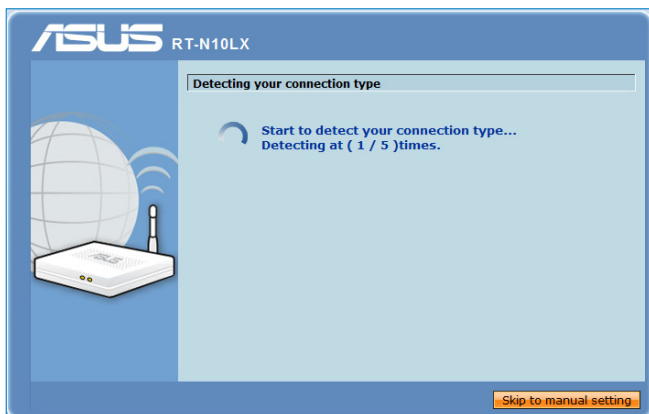 ASUS RT-N10LX
Detecting your connection type
Start to detect your connection type...
Detecting at ( 1 / 5 )times.
ASUS
Skip to manual setting